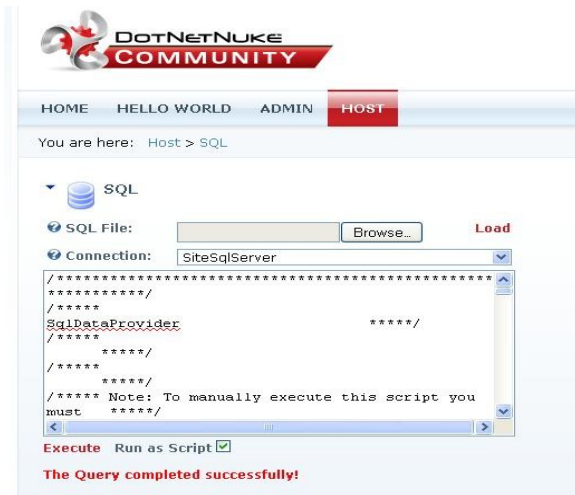 DOTNETNUKE
COMMUNITY
HOME HELLO WORLD ADMIN HOST
You are here: Host > SQL
SQL
SQL File: Browse... Load
Connection: SiteSqlServer
/*************************************************
***********/
/*****
SqlDataProvider *****/
/*****
*****/
/*****
*****/
/***** Note: To manually execute this script you
must *****/
Execute Run as Script
The Query completed successfully!